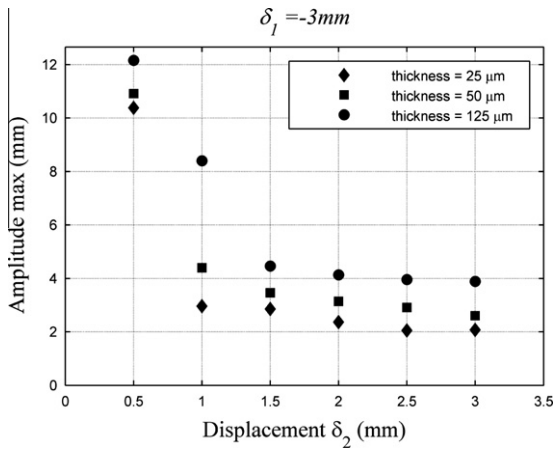 δ₁ =-3mm
12
10
8
6
4
2
0
Amplitude max (mm)
thickness = 25 μm
thickness = 50 μm
thickness = 125 μm
0 0.5 1 1.5 2 2.5 3 3.5
Displacement δ₂ (mm)